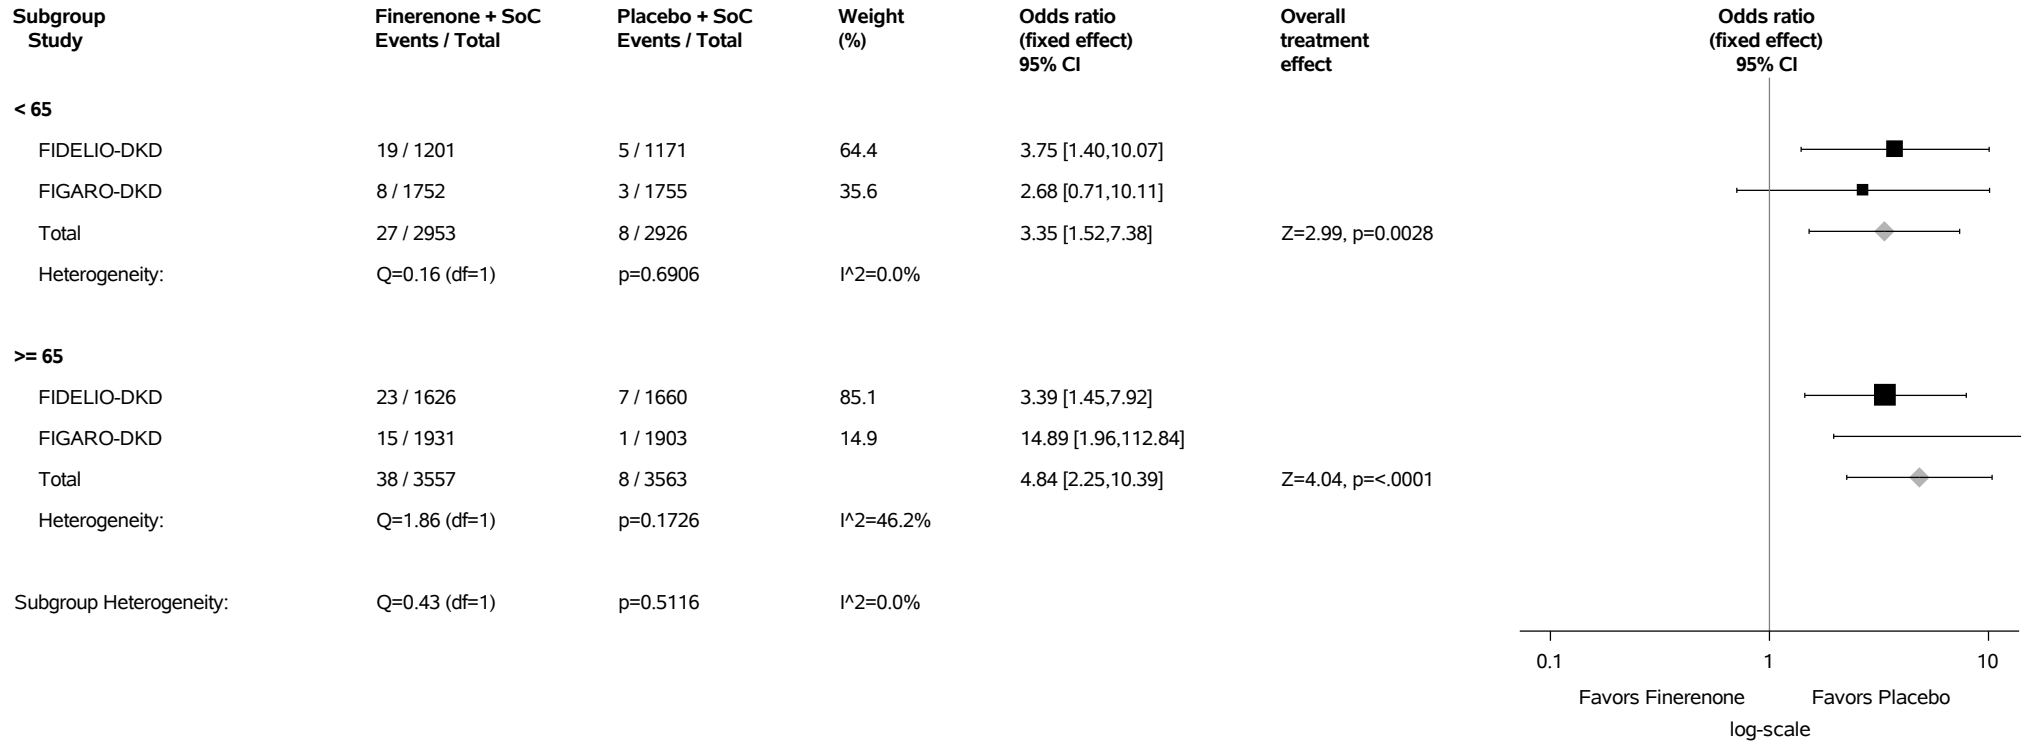 Subgroup Finerenone + SoC Placebo + SoC Weight Odds ratio Overall Odds ratio
Study Events / Total Events / Total (%) (fixed effect) treatment (fixed effect)
95% CI effect 95% CI
< 65
FIDELIO-DKD 19 / 1201 5 / 1171 64.4 3.75 [1.40,10.07]
FIGARO-DKD 8 / 1752 3 / 1755 35.6 2.68 [0.71,10.11]
Total 27 / 2953 8 / 2926 3.35 [1.52,7.38] Z=2.99, p=0.0028
Heterogeneity: Q=0.16 (df=1) p=0.6906 I^2=0.0%
>= 65
FIDELIO-DKD 23 / 1626 7 / 1660 85.1 3.39 [1.45,7.92]
FIGARO-DKD 15 / 1931 1 / 1903 14.9 14.89 [1.96,112.84]
Total 38 / 3557 8 / 3563 4.84 [2.25,10.39] Z=4.04, p=<.0001
Heterogeneity: Q=1.86 (df=1) p=0.1726 I^2=46.2%
Subgroup Heterogeneity: Q=0.43 (df=1) p=0.5116 I^2=0.0%
0.1 1 10
Favors Finerenone Favors Placebo
log-scale